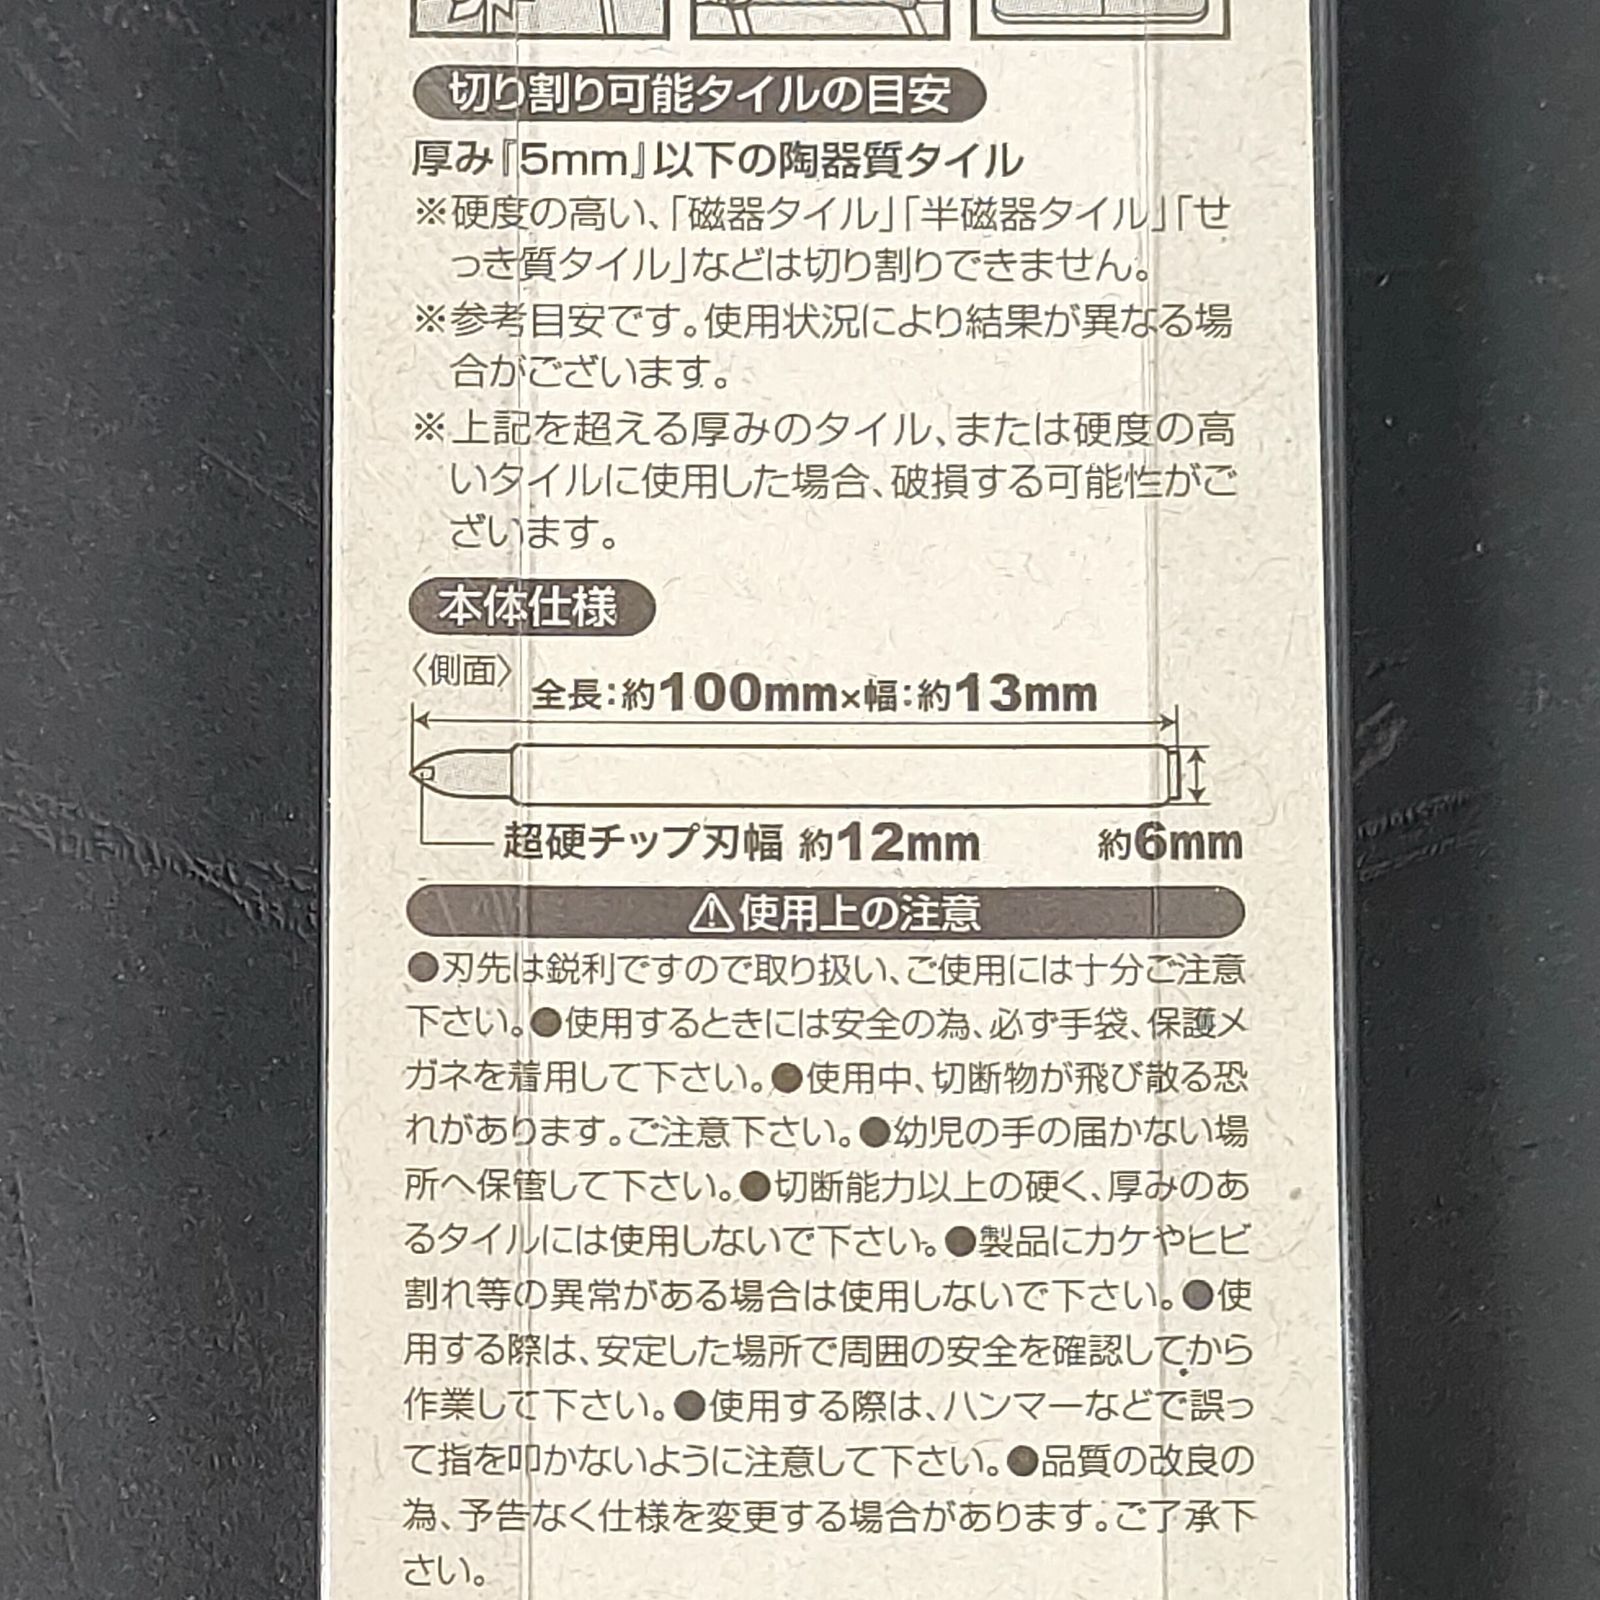 切り割り可能タイルの目安
厚み『5mm』以下の陶器質タイル
※硬度の高い、「磁器タイル」「半磁器タイル」「せ
っき質タイル」などは切り割りできません。
※参考目安です。使用状況により結果が異なる場
合がございます。
※上記を超える厚みのタイル、または硬度の高
いタイルに使用した場合、破損する可能性がご
ざいます。
本体仕様
〈側面〉
全長：約100mm×幅：約13mm
超硬チップ刃幅 約12mm
約6mm
⚠使用上の注意
●刃先は鋭利ですので取り扱い、ご使用には十分ご注意
下さい。●使用するときには安全の為、必ず手袋、保護メ
ガネを着用して下さい。●使用中、切断物が飛び散る恐
れがあります。ご注意下さい。●幼児の手の届かない場
所へ保管して下さい。●切断能力以上の硬く、厚みのあ
るタイルには使用しないで下さい。●製品にカケやヒビ
割れ等の異常がある場合は使用しないで下さい。●使
用する際は、安定した場所で周囲の安全を確認してから
作業して下さい。●使用する際は、ハンマーなどで誤っ
て指を叩かないように注意して下さい。●品質の改良の
為、予告なく仕様を変更する場合があります。ご了承下
さい。